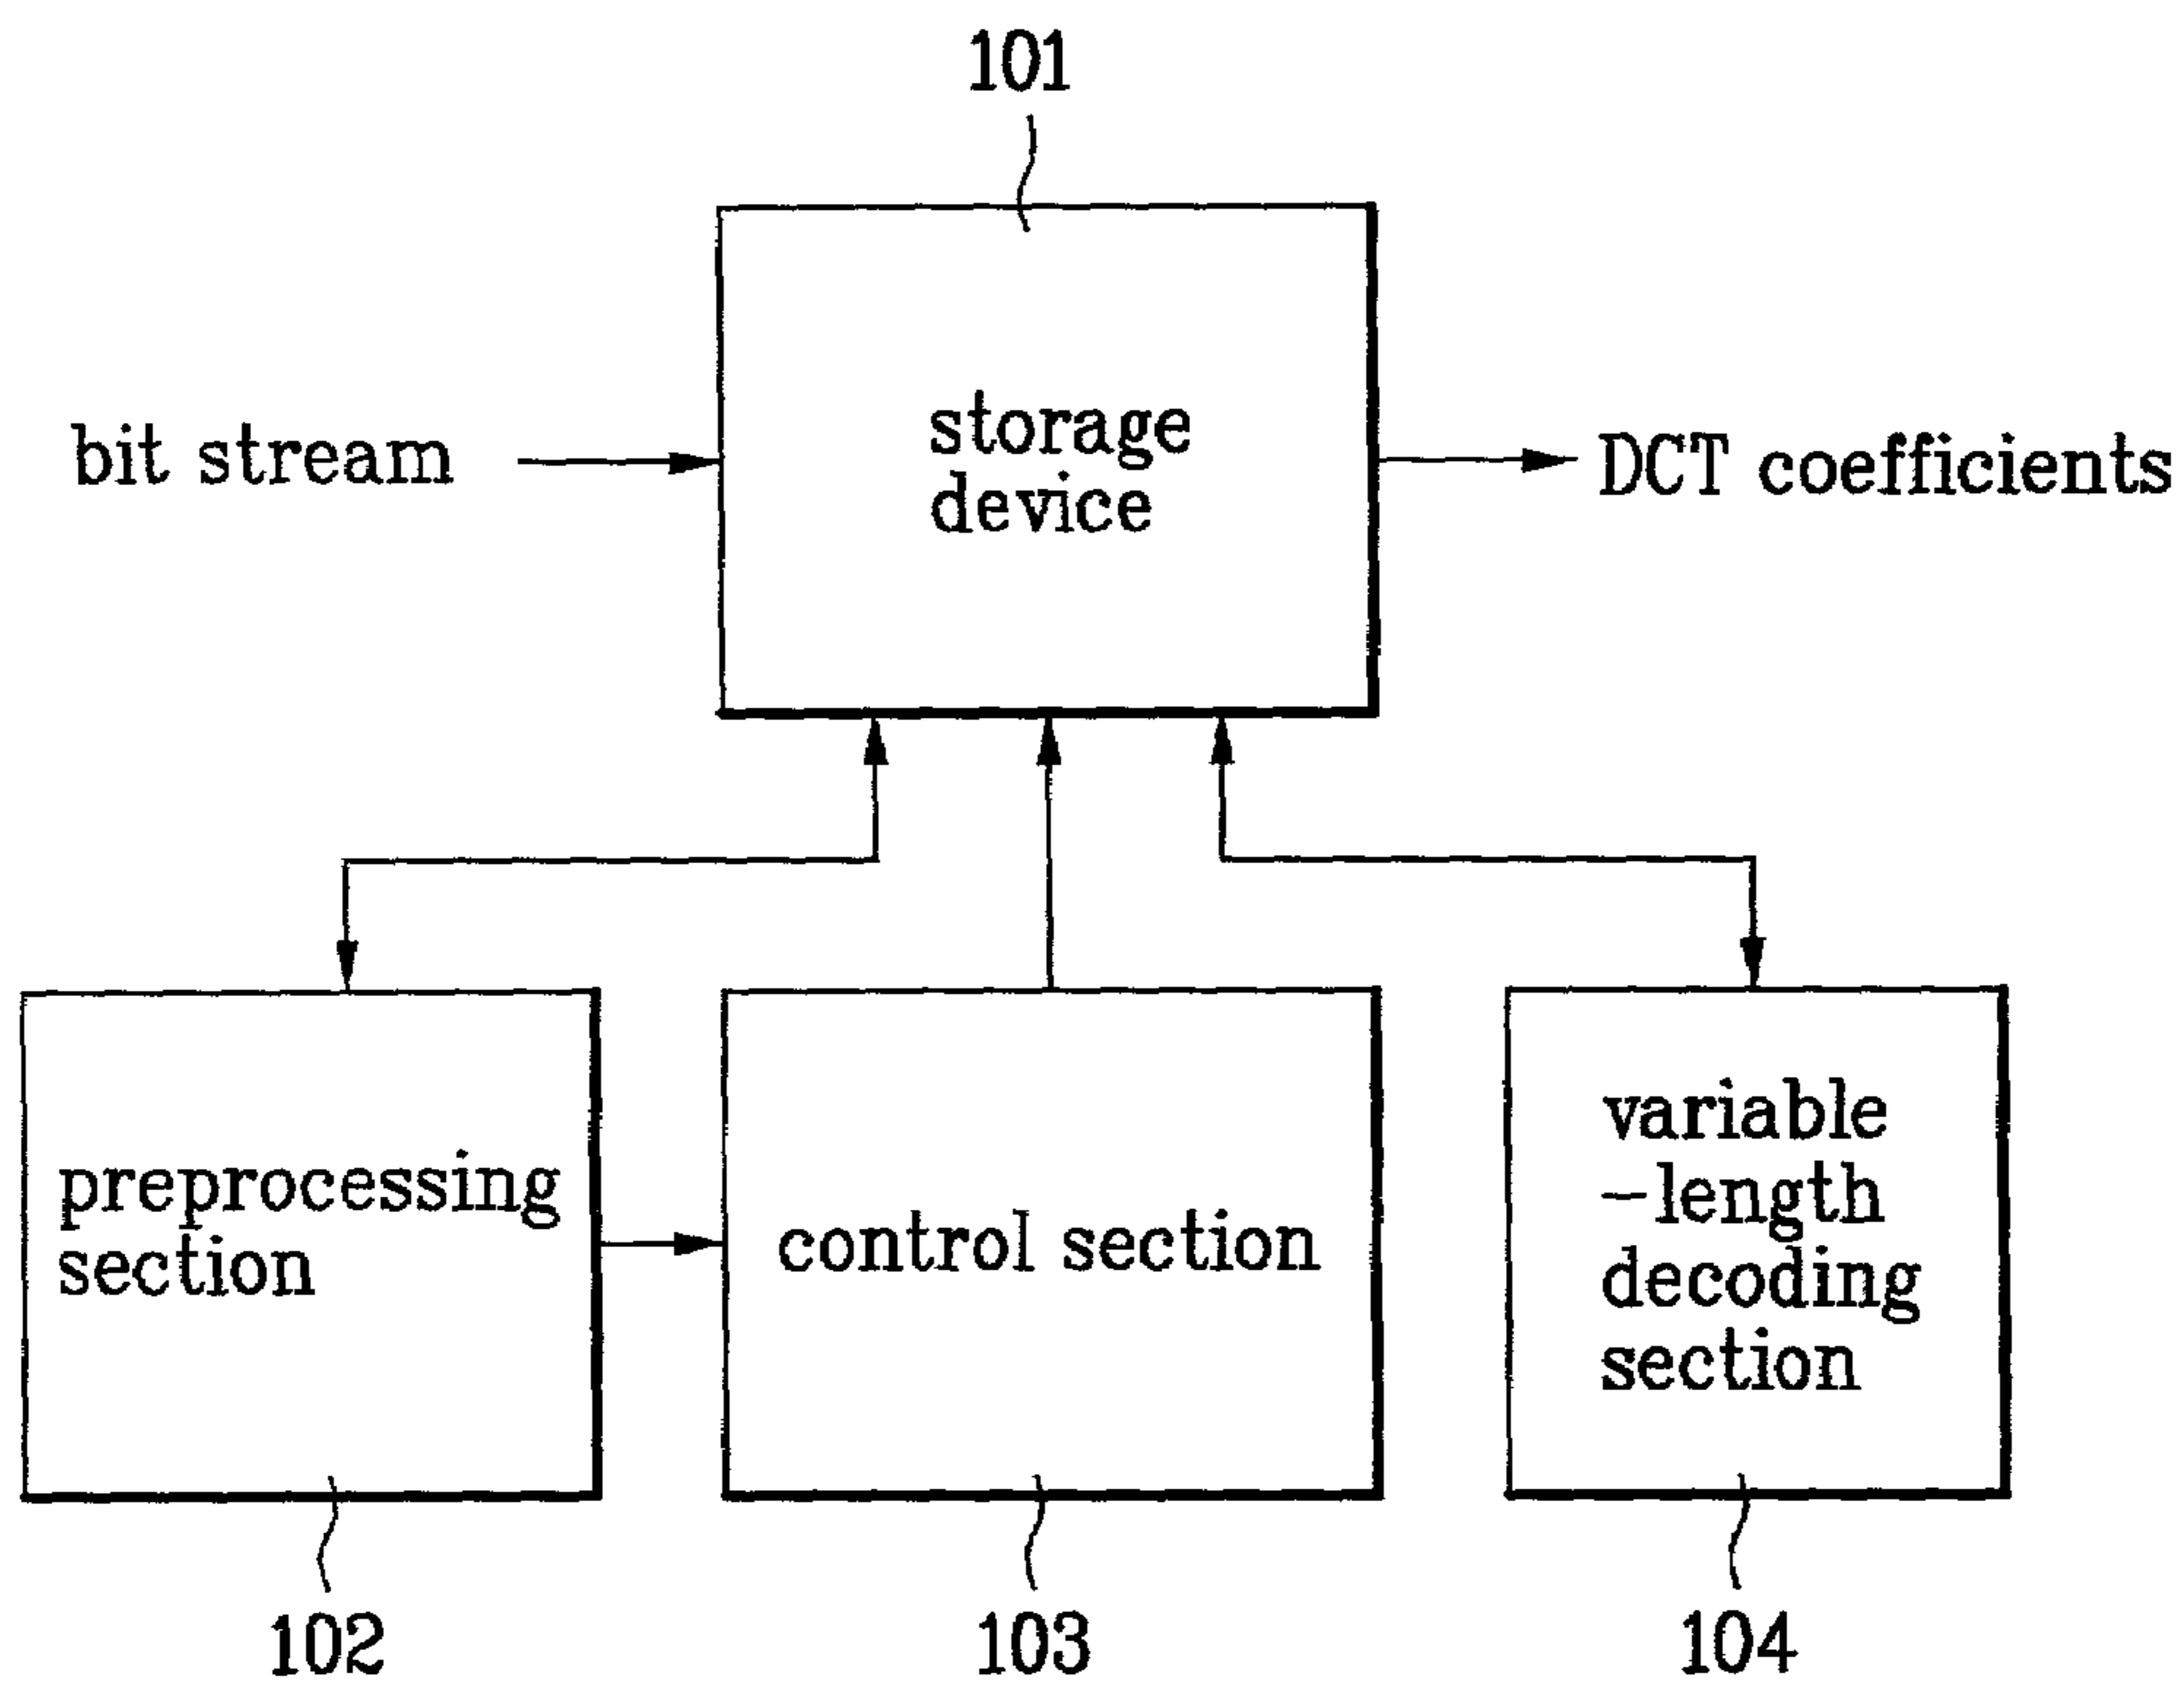 101
bit stream
storage
device
DCT coefficients
preprocessing
section
control section
variable
-length
decoding
section
102
103
104